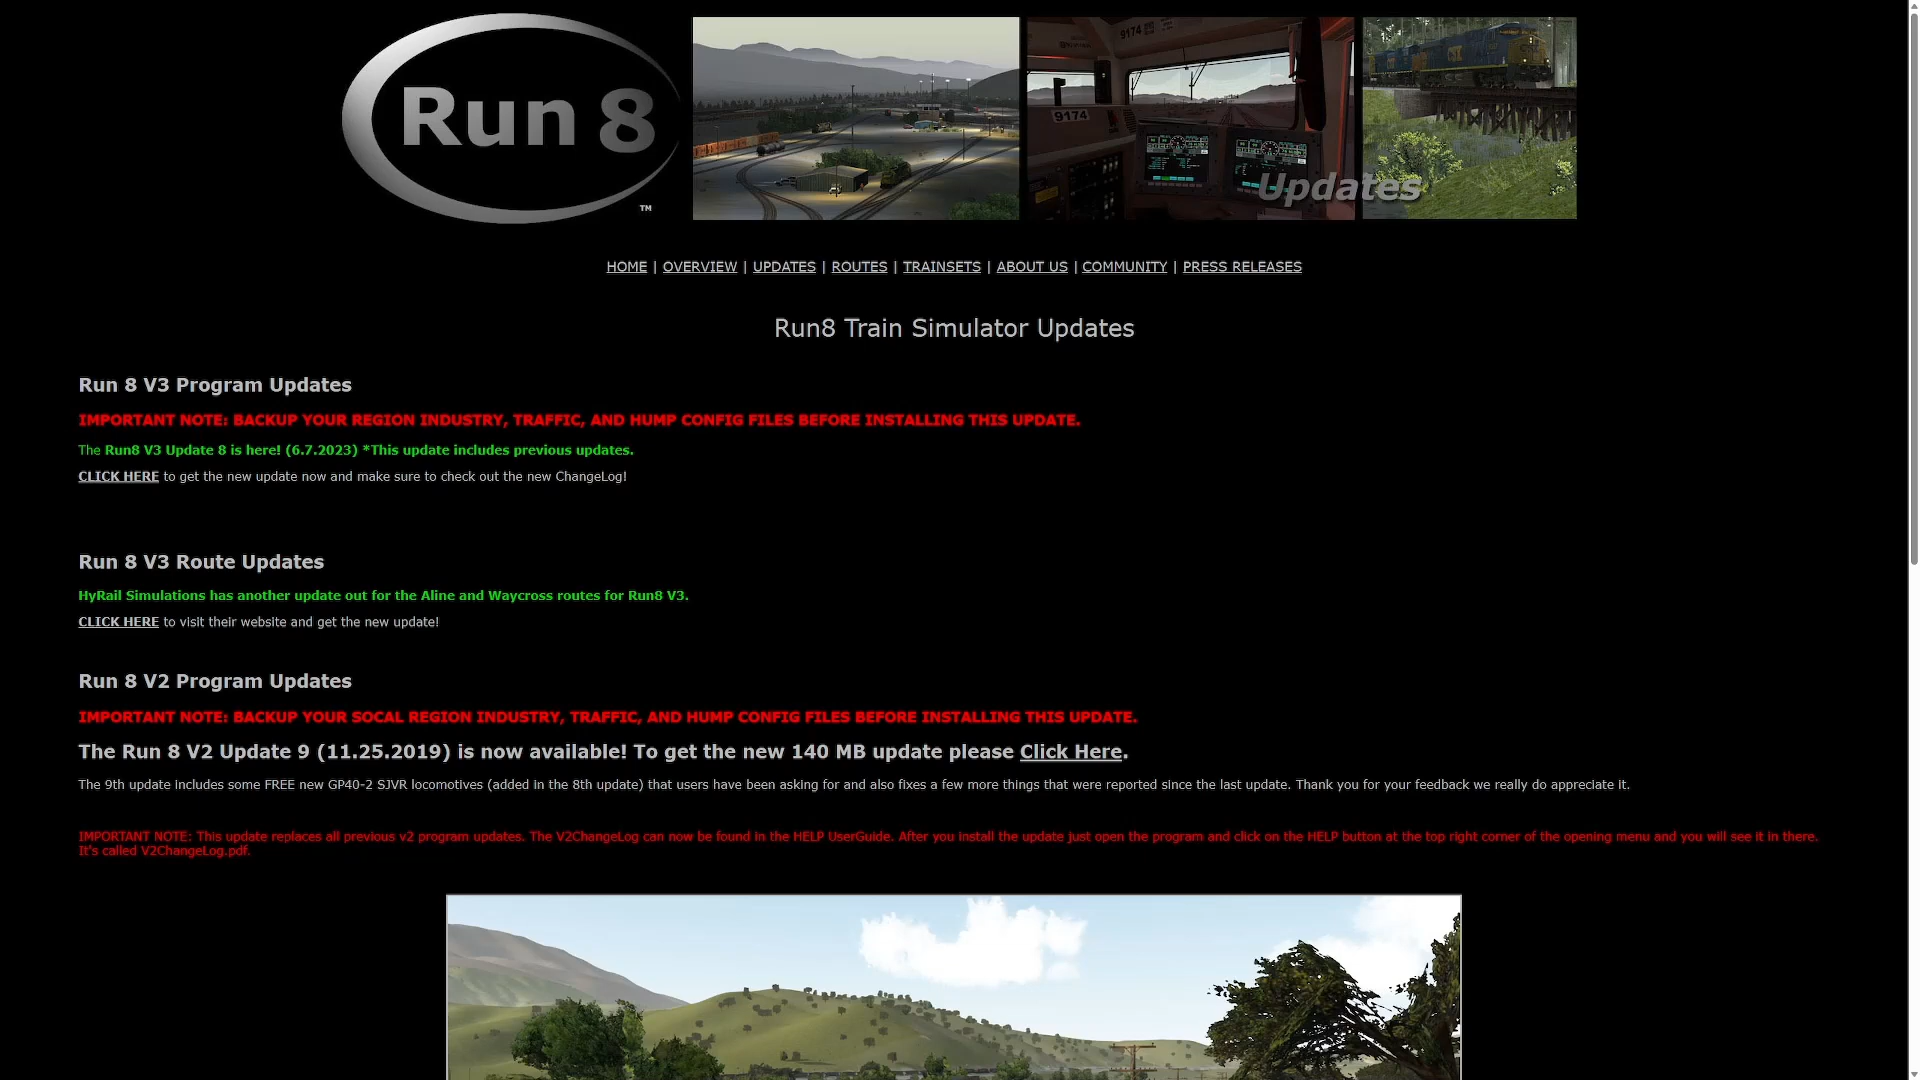 Run 8
TM
9174
9174
CSX
Updates
HOME | OVERVIEW | UPDATES | ROUTES | TRAINSETS | ABOUT US | COMMUNITY | PRESS RELEASES
Run8 Train Simulator Updates
Run 8 V3 Program Updates
IMPORTANT NOTE: BACKUP YOUR REGION INDUSTRY, TRAFFIC, AND HUMP CONFIG FILES BEFORE INSTALLING THIS UPDATE.
The Run8 V3 Update 8 is here! (6.7.2023) *This update includes previous updates.
CLICK HERE to get the new update now and make sure to check out the new ChangeLog!
Run 8 V3 Route Updates
HyRail Simulations has another update out for the Aline and Waycross routes for Run8 V3.
CLICK HERE to visit their website and get the new update!
Run 8 V2 Program Updates
IMPORTANT NOTE: BACKUP YOUR SOCAL REGION INDUSTRY, TRAFFIC, AND HUMP CONFIG FILES BEFORE INSTALLING THIS UPDATE.
The Run 8 V2 Update 9 (11.25.2019) is now available! To get the new 140 MB update please Click Here.
The 9th update includes some FREE new GP40-2 SJVR locomotives (added in the 8th update) that users have been asking for and also fixes a few more things that were reported since the last update. Thank you for your feedback we really do appreciate it.
IMPORTANT NOTE: This update replaces all previous v2 program updates. The V2ChangeLog can now be found in the HELP UserGuide. After you install the update just open the program and click on the HELP button at the top right corner of the opening menu and you will see it in there.
It's called V2ChangeLog.pdf.